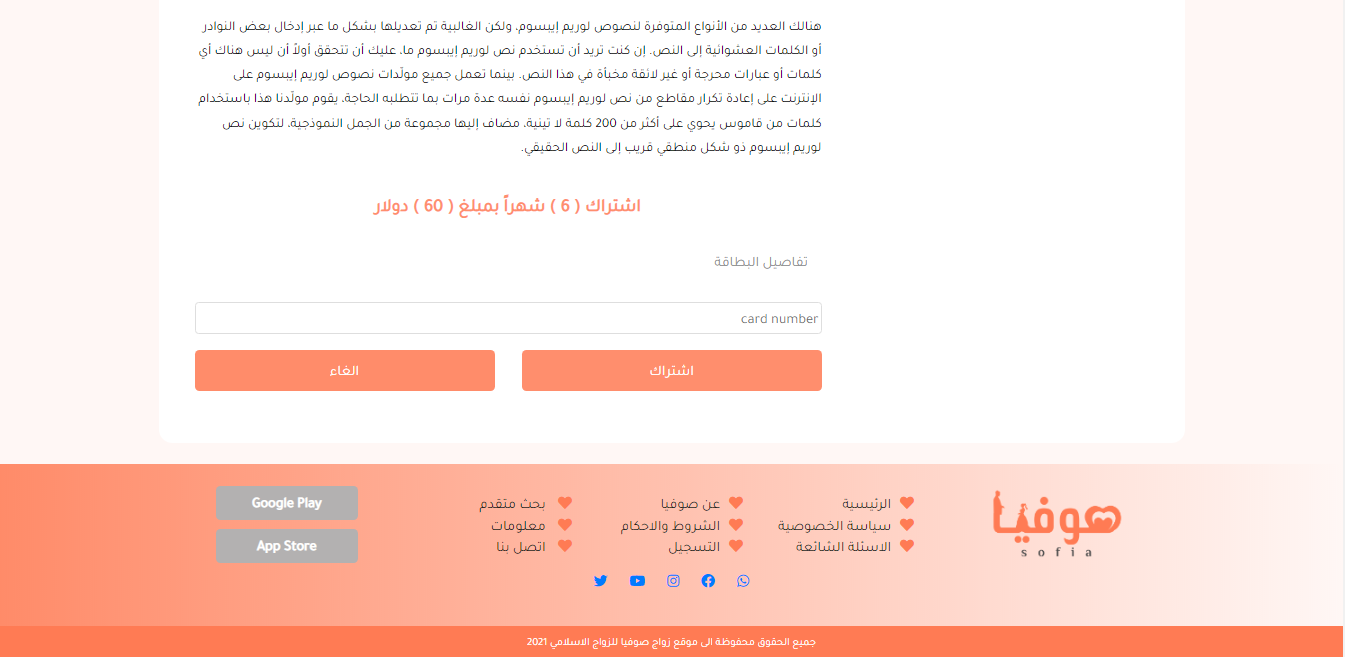 هنالك العديد من الأنواع المتوفرة لنصوص لوريم إيبسوم، ولكن الغالبية تم تعديلها بشكل ما عبر إدخال بعض النوادر
أو الكلمات العشوائية إلى النص. إن كنت تريد أن تستخدم نص لوريم إيبسوم ما، عليك أن تتحقق أولاً أن ليس هناك أي
كلمات أو عبارات محرجة أو غير لائقة مخبأة في هذا النص. بينما تعمل جميع مولّدات نصوص لوريم إيبسوم على
الإنترنت على إعادة تكرار مقاطع من نص لوريم إيبسوم نفسه عدة مرات بما تتطلبه الحاجة، يقوم مولّدنا هذا باستخدام
كلمات من قاموس يحوي على أكثر من 200 كلمة لا تينية، مضاف إليها مجموعة من الجمل النموذجية، لتكوين نص
لوريم إيبسوم ذو شكل منطقي قريب إلى النص الحقيقي.
اشتراك ( 6 ) شهراً بمبلغ ( 60 ) دولار
تفاصيل البطاقة
card number
اشتراك
الغاء
صوفيا
sofia
الرئيسية
سياسة الخصوصية
الاسئلة الشائعة
عن صوفيا
الشروط والاحكام
التسجيل
بحث متقدم
معلومات
اتصل بنا
Google Play
App Store
جميع الحقوق محفوظة الى موقع زواج صوفيا للزواج الاسلامي 2021